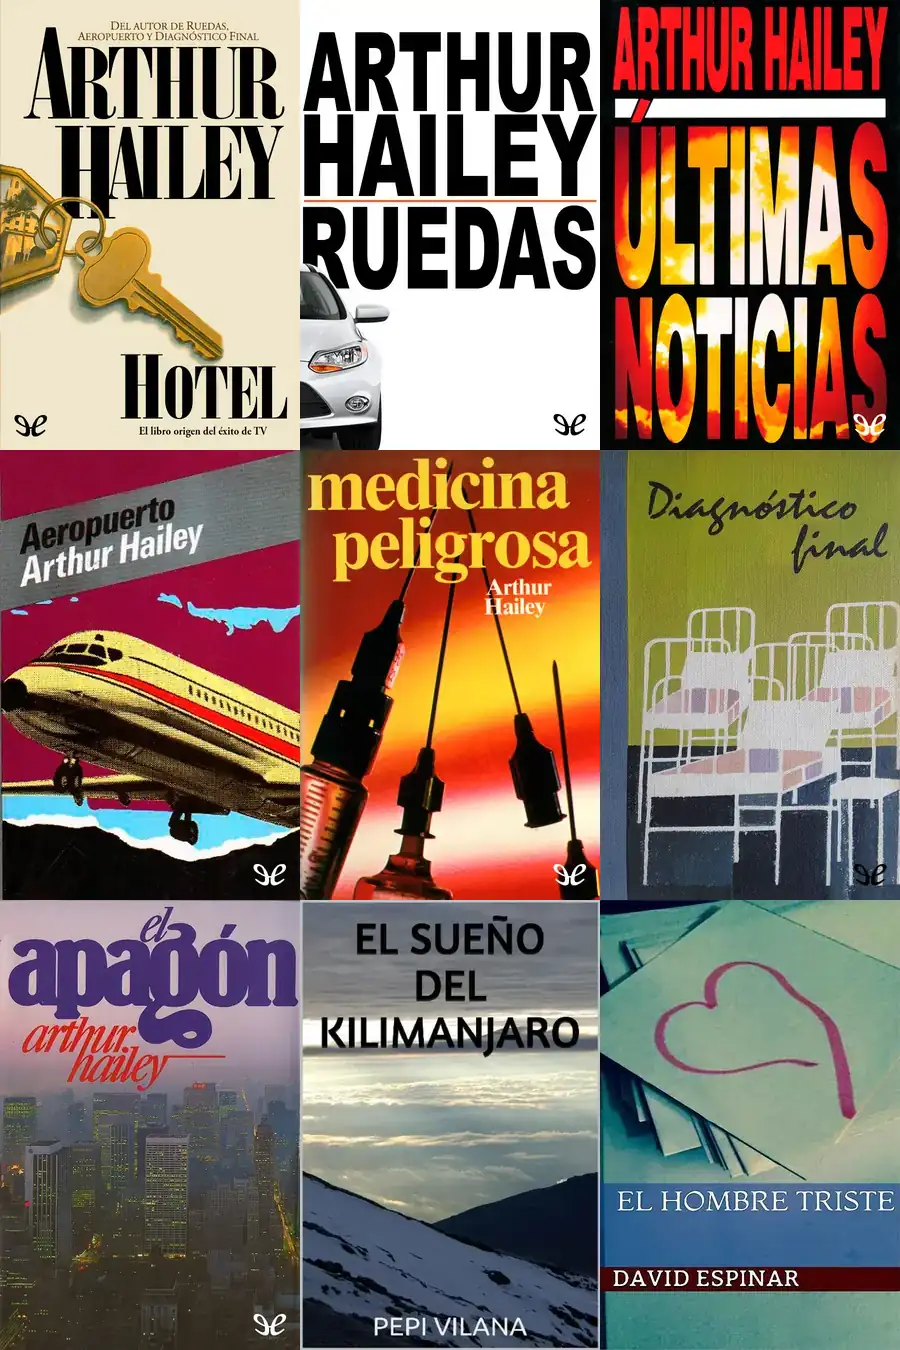 DEL AUTOR DE RUEDAS,
AEROPUERTO Y DIAGNÓSTICO FINAL
ARTHUR
HAILEY
HOTEL
El libro origen del éxito de TV
ARTHUR
HAILEY
RUEDAS
ARTHUR HAILEY
ÚLTIMAS
NOTICIAS
Aeropuerto
Arthur Hailey
medicina
peligrosa
Arthur
Hailey
Diagnóstico
final
el
apagón
arthur
hailey
EL SUEÑO
DEL
KILIMANJARO
PEPI VILANA
EL HOMBRE TRISTE
DAVID ESPINAR